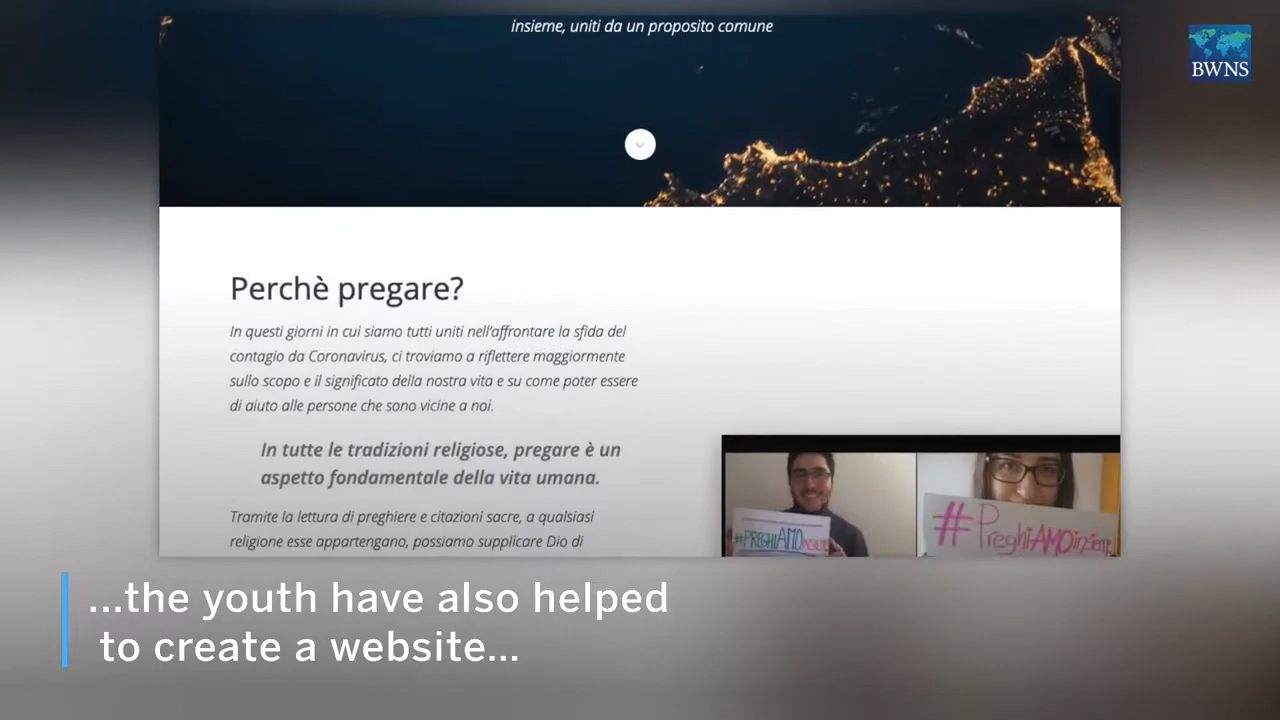 insieme, uniti da un proposito comune
BWNS
Perchè pregare?
In questi giorni in cui siamo tutti uniti nell'affrontare la sfida del
contagio da Coronavirus, ci troviamo a riflettere maggiormente
sullo scopo e il significato della nostra vita e su come poter essere
di aiuto alle persone che sono vicine a noi.
In tutte le tradizioni religiose, pregare è un
aspetto fondamentale della vita umana.
Tramite la lettura di preghiere e citazioni sacre, a qualsiasi
religione esse appartengano, possiamo supplicare Dio di
#PREGHIAMOINSIEME
#PreghiAMOinsieme
...the youth have also helped
to create a website...